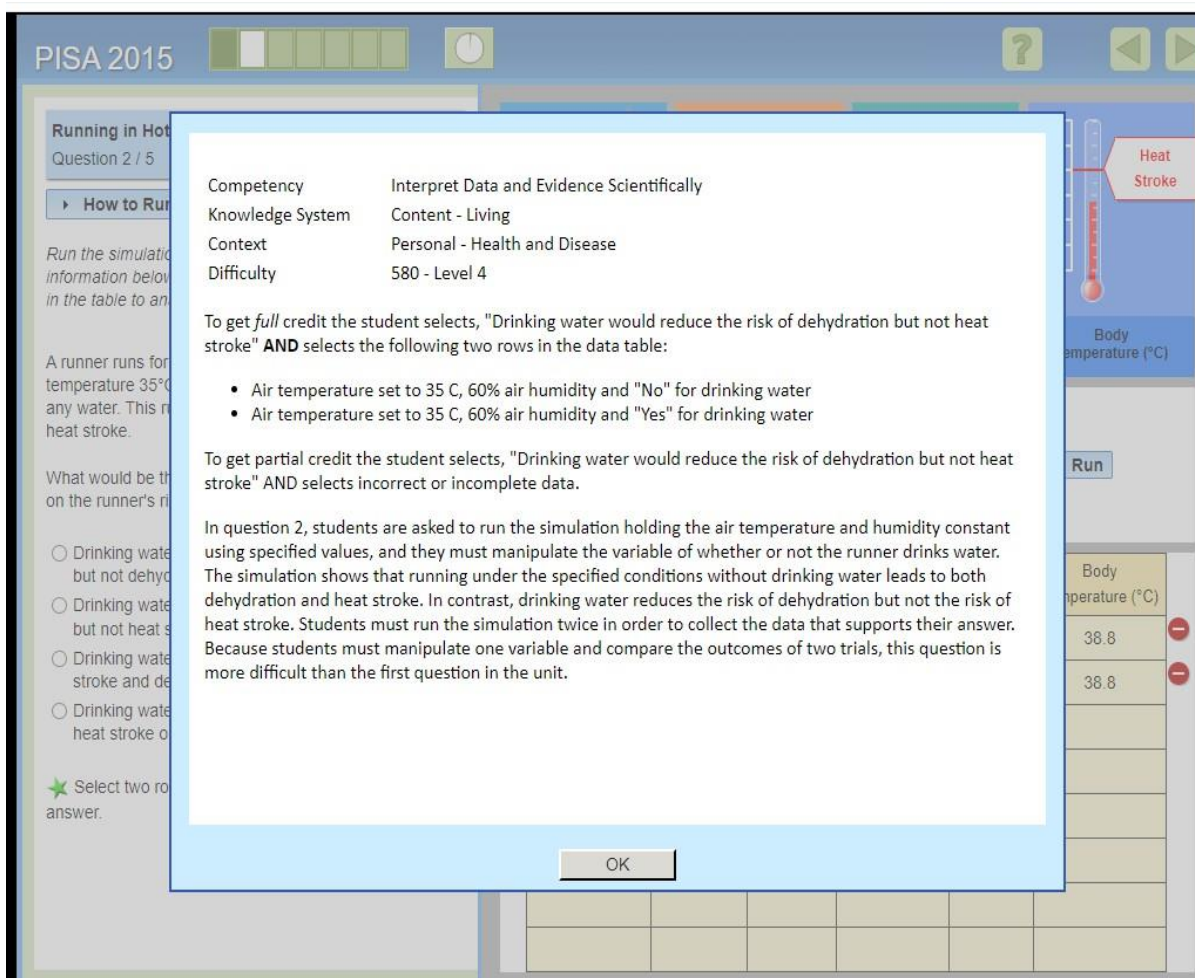 PISA 2015
?
Running in Hot
Question 2 / 5
How to Run
Run the simulatio
information below
in the table to an
A runner runs for
temperature 35°C
any water. This ru
heat stroke.
What would be th
on the runner's ri
Drinking wate
but not dehyd
Drinking wate
but not heat s
Drinking wate
stroke and de
Drinking wate
heat stroke o
Select two ro
answer.
Competency Interpret Data and Evidence Scientifically
Knowledge System Content - Living
Context Personal - Health and Disease
Difficulty 580 - Level 4
To get full credit the student selects, "Drinking water would reduce the risk of dehydration but not heat
stroke" AND selects the following two rows in the data table:
• Air temperature set to 35 C, 60% air humidity and "No" for drinking water
• Air temperature set to 35 C, 60% air humidity and "Yes" for drinking water
To get partial credit the student selects, "Drinking water would reduce the risk of dehydration but not heat
stroke" AND selects incorrect or incomplete data.
In question 2, students are asked to run the simulation holding the air temperature and humidity constant
using specified values, and they must manipulate the variable of whether or not the runner drinks water.
The simulation shows that running under the specified conditions without drinking water leads to both
dehydration and heat stroke. In contrast, drinking water reduces the risk of dehydration but not the risk of
heat stroke. Students must run the simulation twice in order to collect the data that supports their answer.
Because students must manipulate one variable and compare the outcomes of two trials, this question is
more difficult than the first question in the unit.
OK
Heat
Stroke
Body
emperature (°C)
Run
Body
nperature (°C)
38.8
38.8